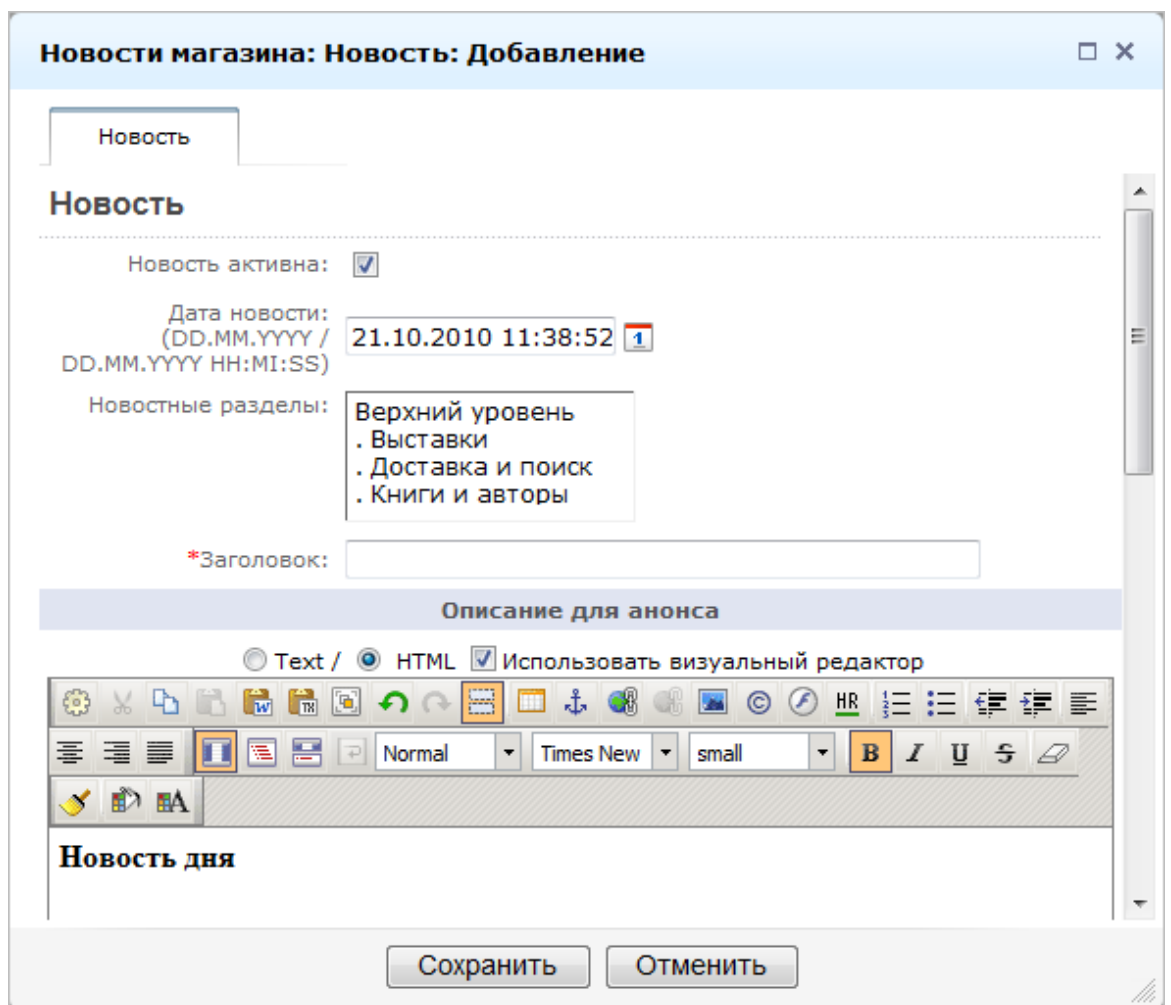 Новости магазина: Новость: Добавление
Новость
Новость
Новость активна:
Дата новости:
(DD.MM.YYYY /
DD.MM.YYYY HH:MI:SS)
21.10.2010 11:38:52
Новостные разделы:
Верхний уровень
. Выставки
. Доставка и поиск
. Книги и авторы
*Заголовок:
Описание для анонса
Text / HTML Использовать визуальный редактор
HR
Normal Times New small B I U S
Новость дня
Сохранить Отменить